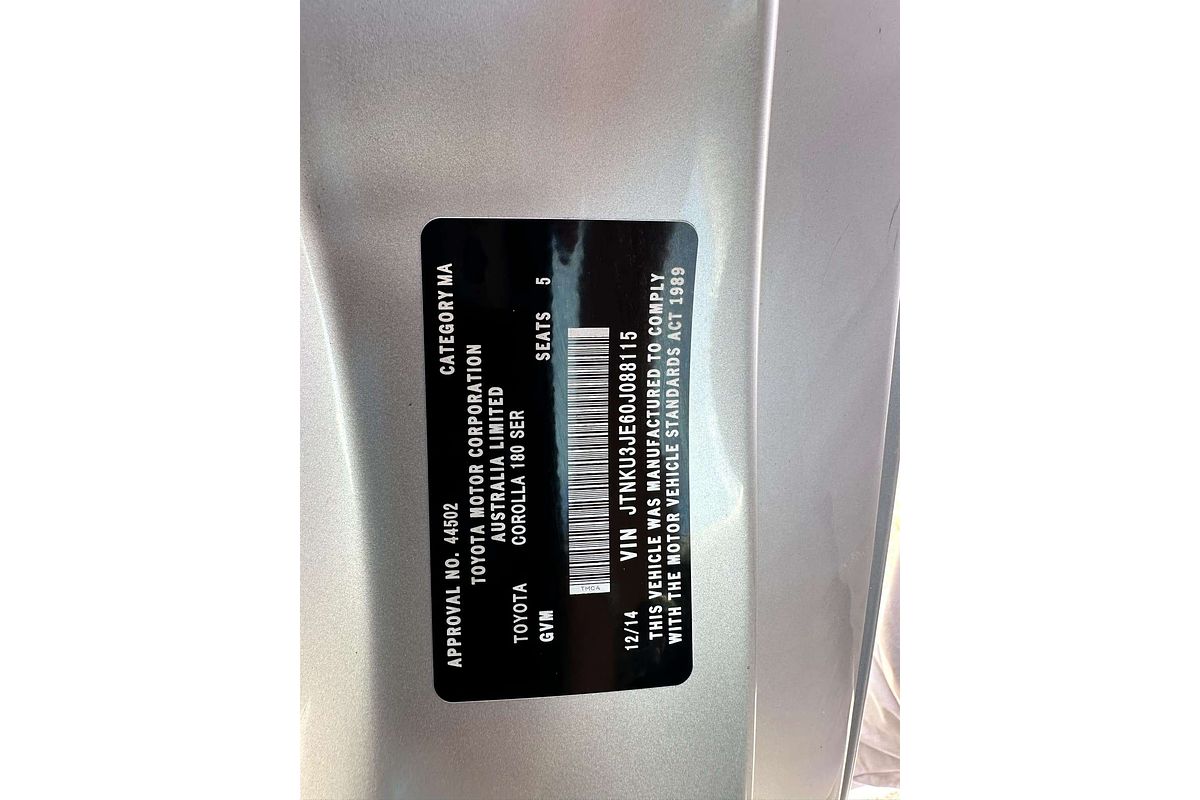 APPROVAL NO. 44502 CATEGORY MA
TOYOTA MOTOR CORPORATION
AUSTRALIA LIMITED
TOYOTA COROLLA 180 SER
GVM SEATS 5
TMCA
12/14 VIN JTNKU3JE60J088115
THIS VEHICLE WAS MANUFACTURED TO COMPLY
WITH THE MOTOR VEHICLE STANDARDS ACT 1989